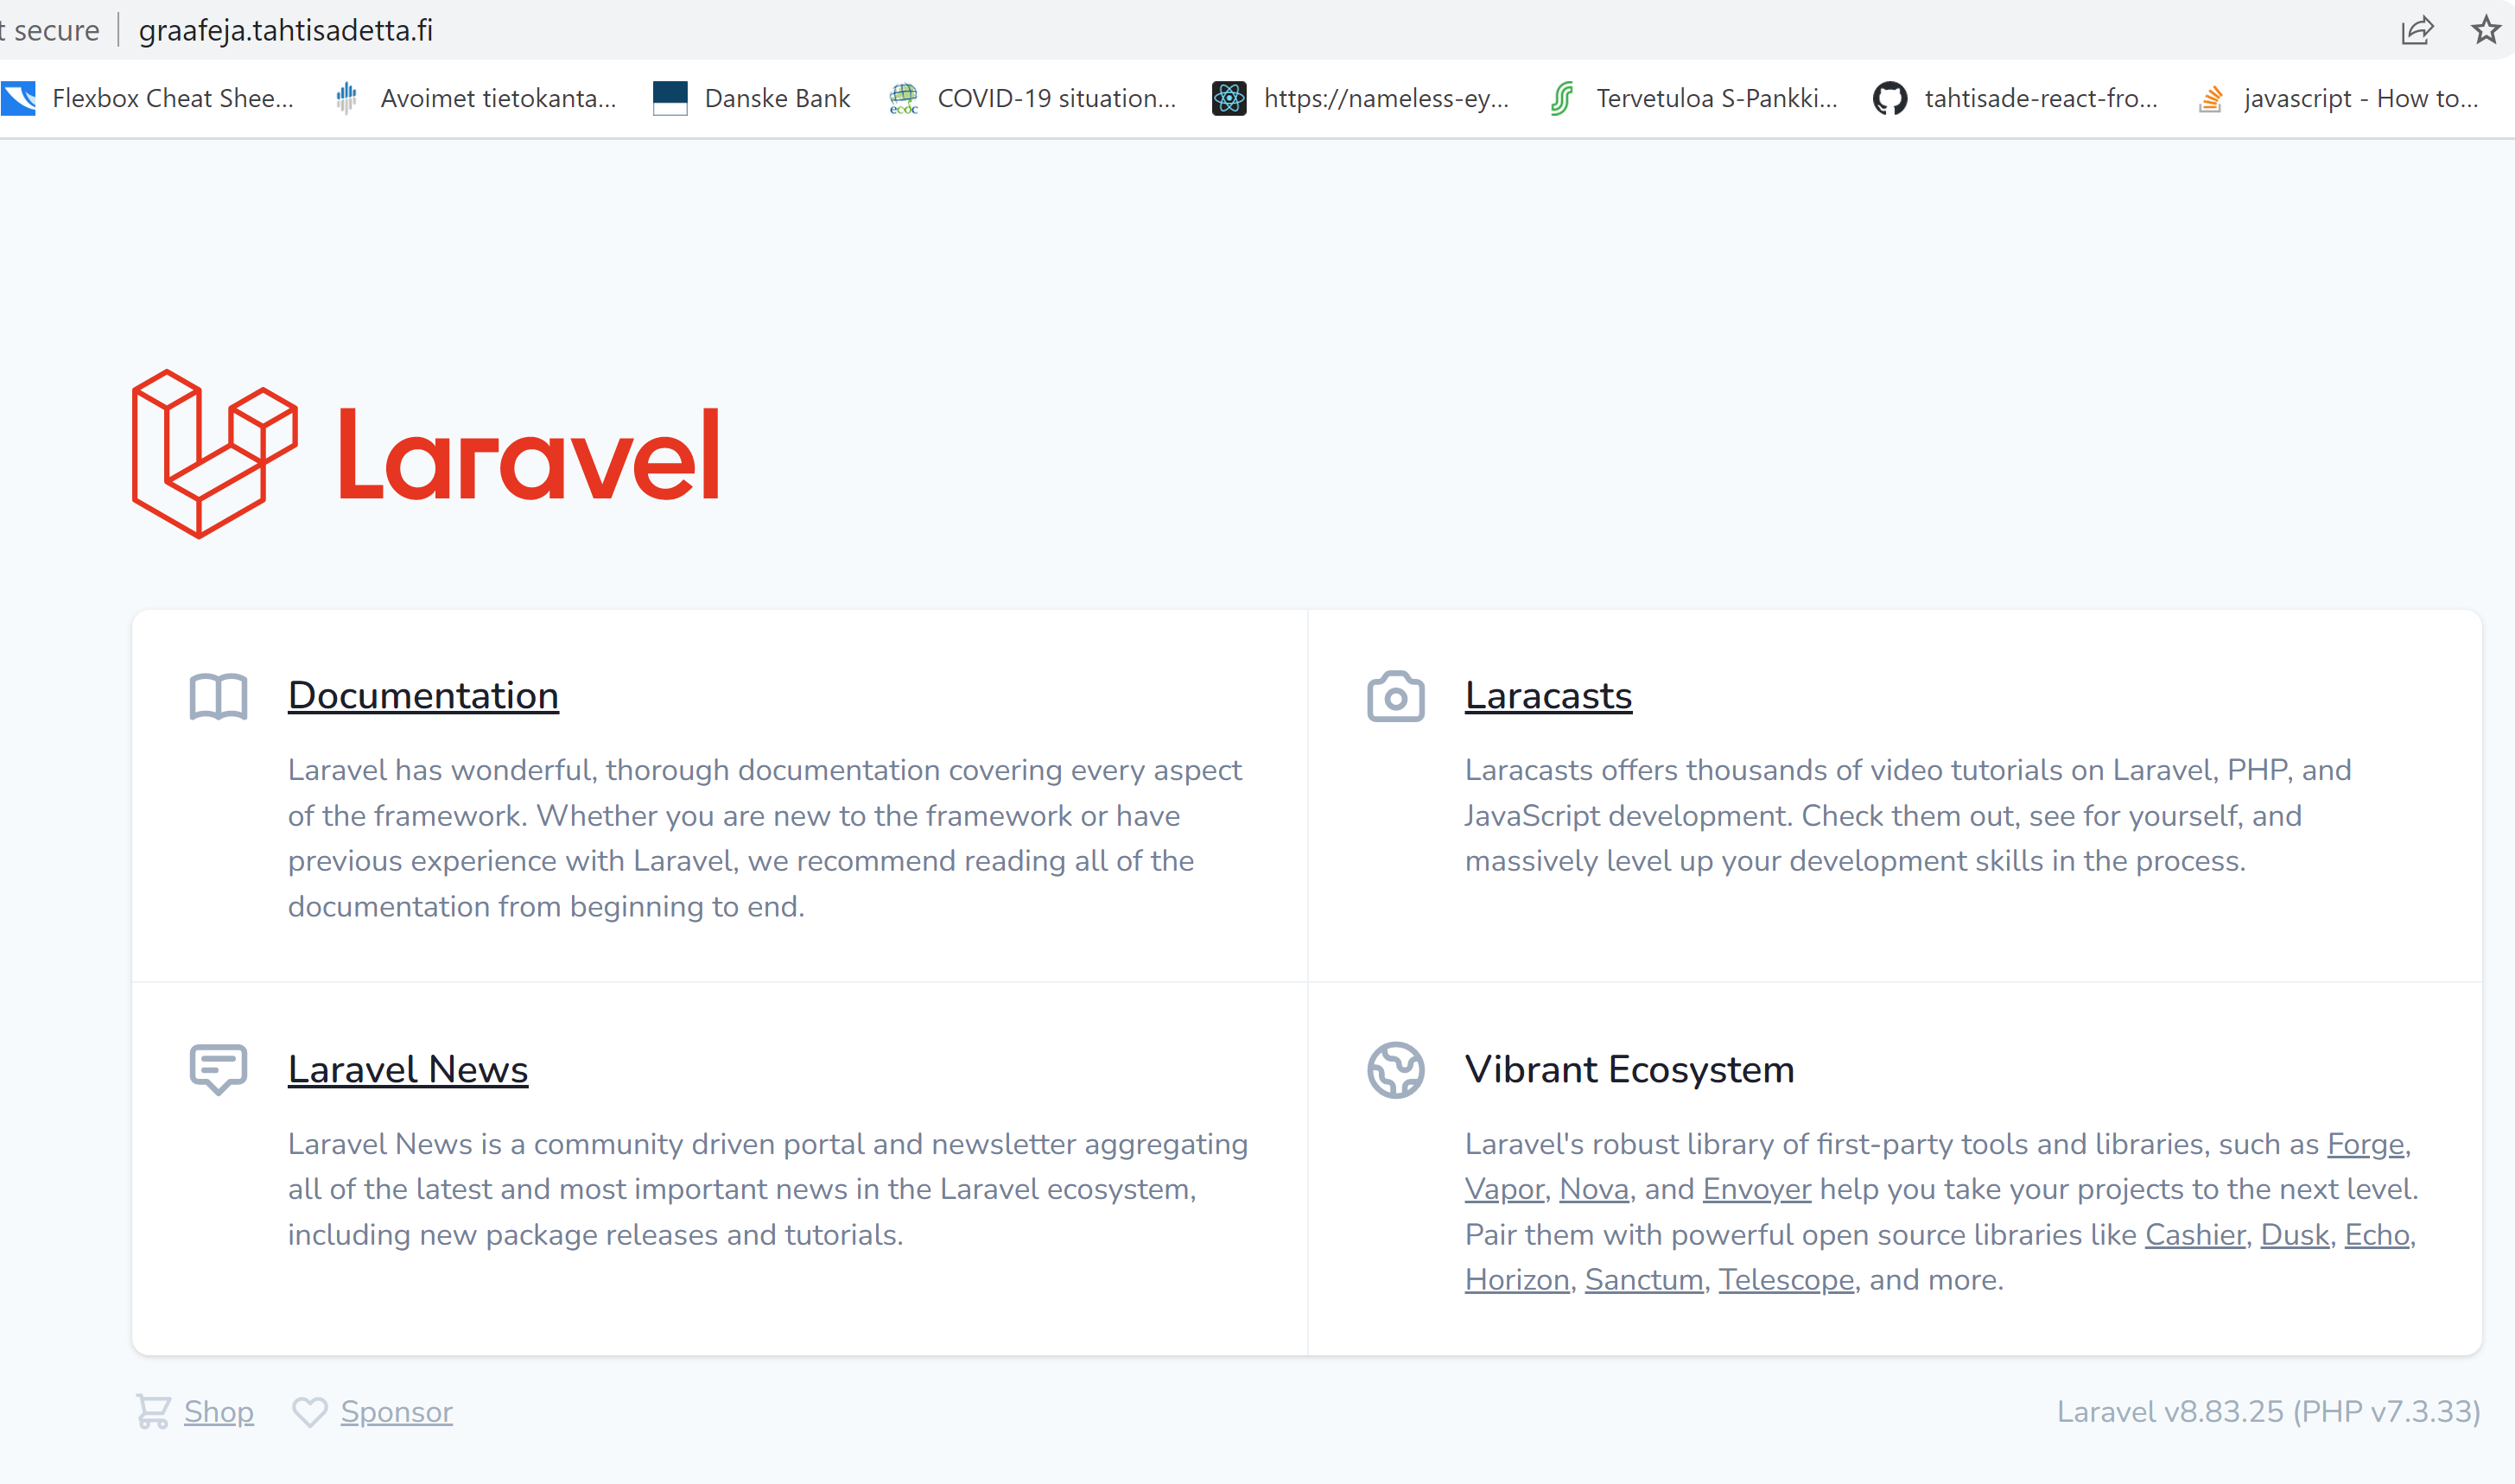 t secure | graafeja.tahtisadetta.fi
Flexbox Cheat Shee... Avoimet tietokanta... Danske Bank COVID-19 situation... https://nameless-ey... Tervetuloa S-Pankki... tahtisade-react-fro... javascript - How to...
ecdc
Laravel
Documentation
Laravel has wonderful, thorough documentation covering every aspect
of the framework. Whether you are new to the framework or have
previous experience with Laravel, we recommend reading all of the
documentation from beginning to end.
Laracasts
Laracasts offers thousands of video tutorials on Laravel, PHP, and
JavaScript development. Check them out, see for yourself, and
massively level up your development skills in the process.
Laravel News
Laravel News is a community driven portal and newsletter aggregating
all of the latest and most important news in the Laravel ecosystem,
including new package releases and tutorials.
Vibrant Ecosystem
Laravel's robust library of first-party tools and libraries, such as Forge,
Vapor, Nova, and Envoyer help you take your projects to the next level.
Pair them with powerful open source libraries like Cashier, Dusk, Echo,
Horizon, Sanctum, Telescope, and more.
Shop Sponsor
Laravel v8.83.25 (PHP v7.3.33)